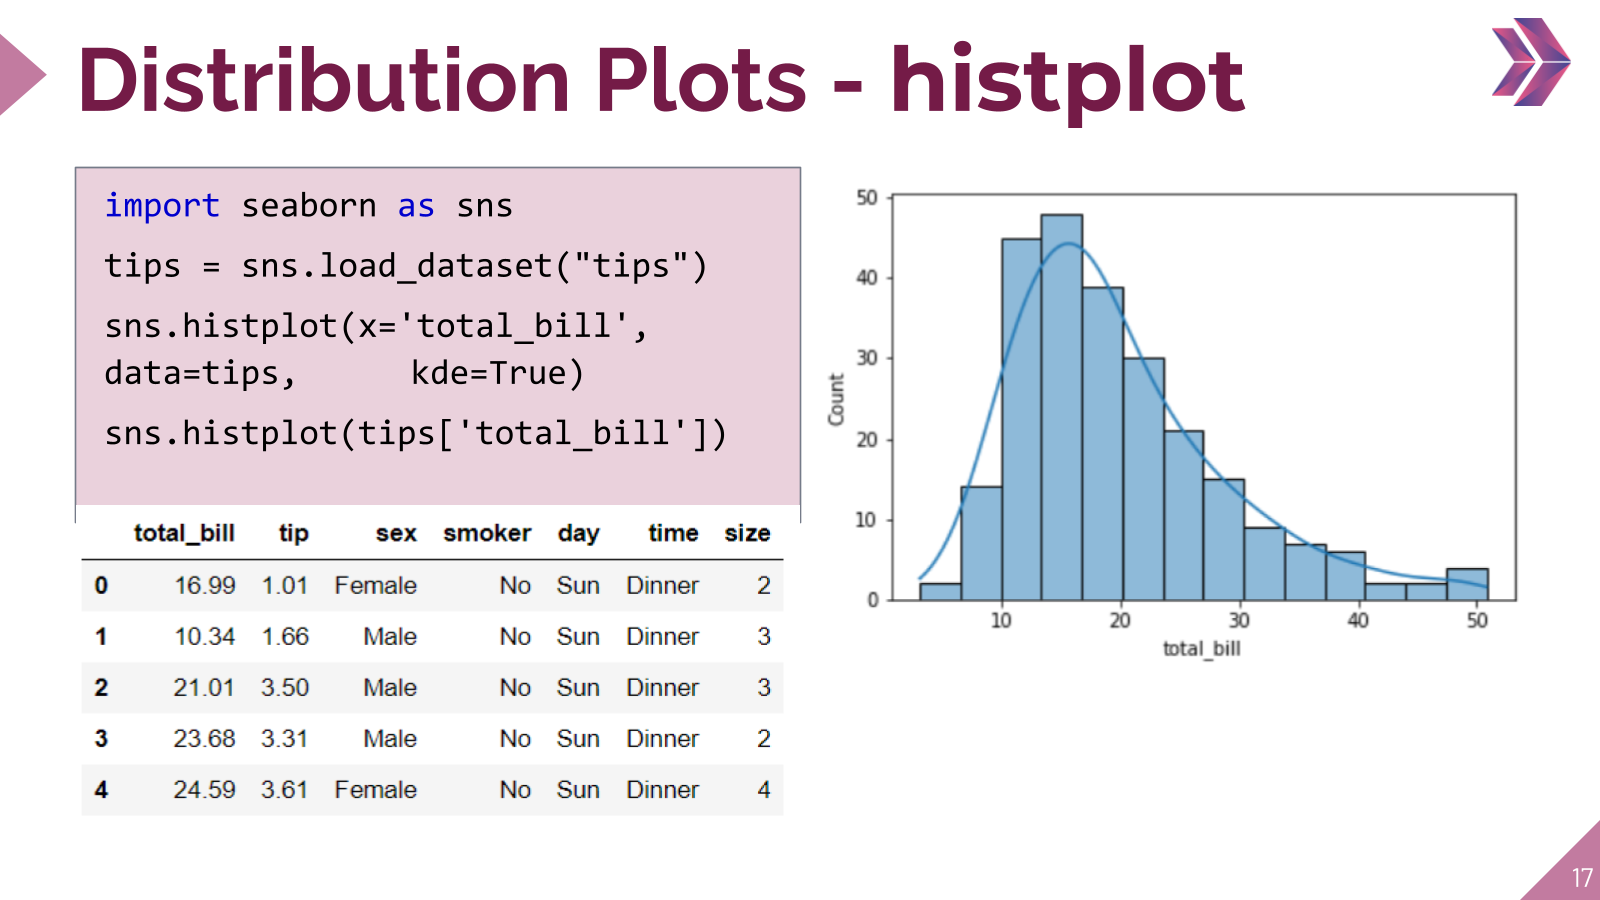 Distribution Plots - histplot
import seaborn as sns
tips = sns.load_dataset("tips")
sns.histplot(x='total_bill',
data=tips,      kde=True)
sns.histplot(tips['total_bill'])
total_bill tip sex smoker day time size
0 16.99 1.01 Female No Sun Dinner 2
1 10.34 1.66 Male No Sun Dinner 3
2 21.01 3.50 Male No Sun Dinner 3
3 23.68 3.31 Male No Sun Dinner 2
4 24.59 3.61 Female No Sun Dinner 4
50
40
30
20
10
0
Count
10 20 30 40 50
total_bill
17